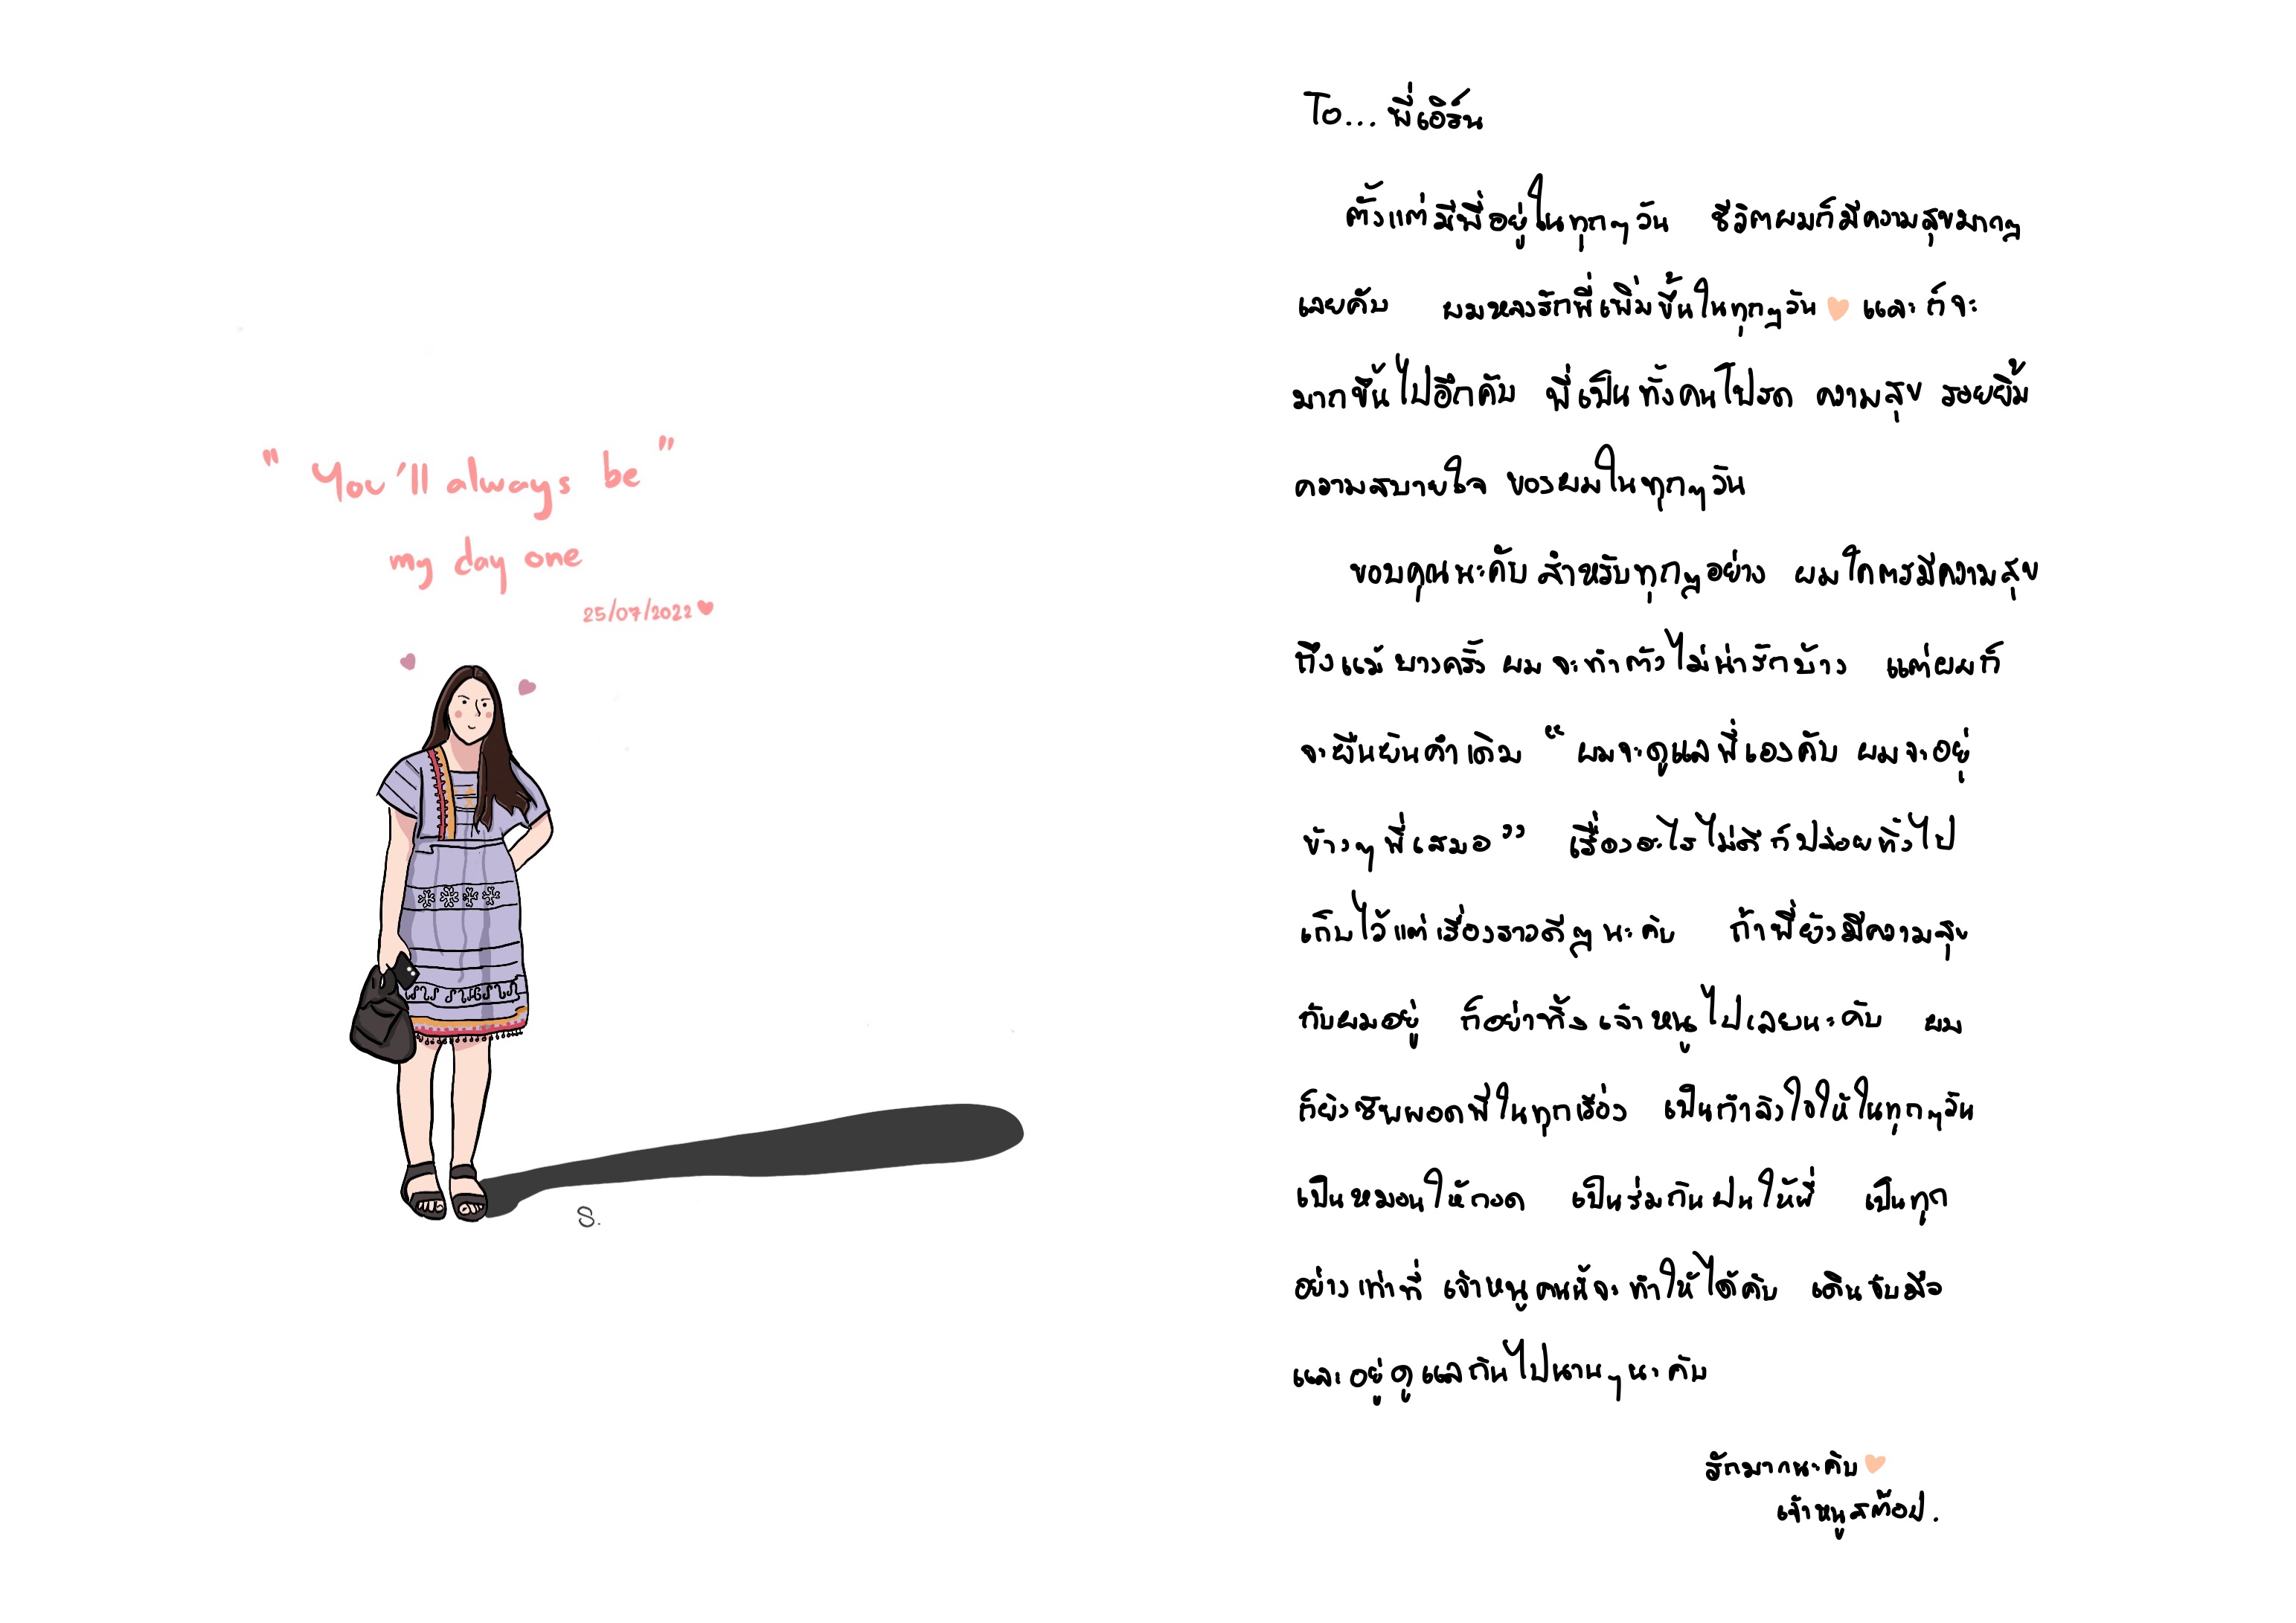 " You'll always be "
my day one
25/07/2022
S.
To... พี่เอิร์น
ตั้งแต่มีพี่อยู่ในทุกๆวัน ชีวิตผมก็มีความสุขมากๆ
เลยคับ ผมหลงรักพี่เพิ่มขึ้นในทุกๆวัน และก็จะ
มากขึ้นไปอีกคับ พี่เป็นทั้งคนโปรด ความสุข รอยยิ้ม
ความสบายใจ ของผมในทุกๆวัน
ขอบคุณนะคับสำหรับทุกๆอย่าง ผมโคตรมีความสุข
ถึงแม้บางครั้งผมจะทำตัวไม่น่ารักบ้าง แต่ผมก็
จะยืนยันคำเดิม “ผมจะดูแลพี่เองคับ ผมจะอยู่
ข้างๆพี่เสมอ” เรื่องอะไรไม่ดีก็ปล่อยทิ้งไป
เก็บไว้แต่เรื่องราวดีๆนะคับ ถ้าพี่ยังมีความสุข
กับผมอยู่ ก็อย่าทิ้งเจ้าหนูไปเลยนะคับ ผม
ก็ยังซัพพอตพี่ในทุกเรื่อง เป็นกำลังใจให้ในทุกๆวัน
เป็นหมอนให้กอด เป็นร่มกันฝนให้พี่ เป็นทุก
อย่างเท่าที่เจ้าหนูคนนี้จะทำให้ได้คับ เดินจับมือ
และอยู่ดูแลกันไปนานๆนะคับ
รักมากนะคับ
เจ้าหนูสต๊อป.